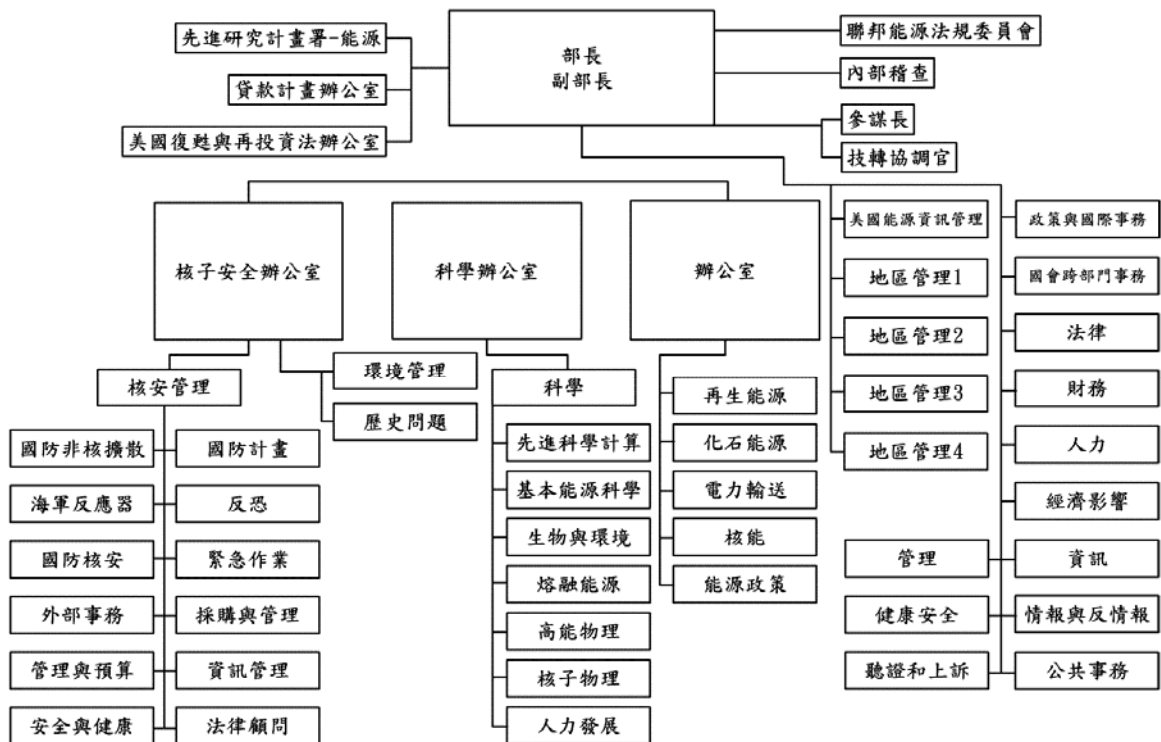 先進研究計畫署-能源
貸款計畫辦公室
美國復甦與再投資法辦公室
部長
副部長
聯邦能源法規委員會
內部稽查
參謀長
技轉協調官
核子安全辦公室
科學辦公室
辦公室
核安管理
環境管理
歷史問題
國防非核擴散
國防計畫
海軍反應器
反恐
國防核安
緊急作業
外部事務
採購與管理
管理與預算
資訊管理
安全與健康
法律顧問
科學
先進科學計算
基本能源科學
生物與環境
熔融能源
高能物理
核子物理
人力發展
再生能源
化石能源
電力輸送
核能
能源政策
美國能源資訊管理
地區管理1
地區管理2
地區管理3
地區管理4
政策與國際事務
國會跨部門事務
法律
財務
人力
經濟影響
管理
資訊
健康安全
情報與反情報
聽證和上訴
公共事務